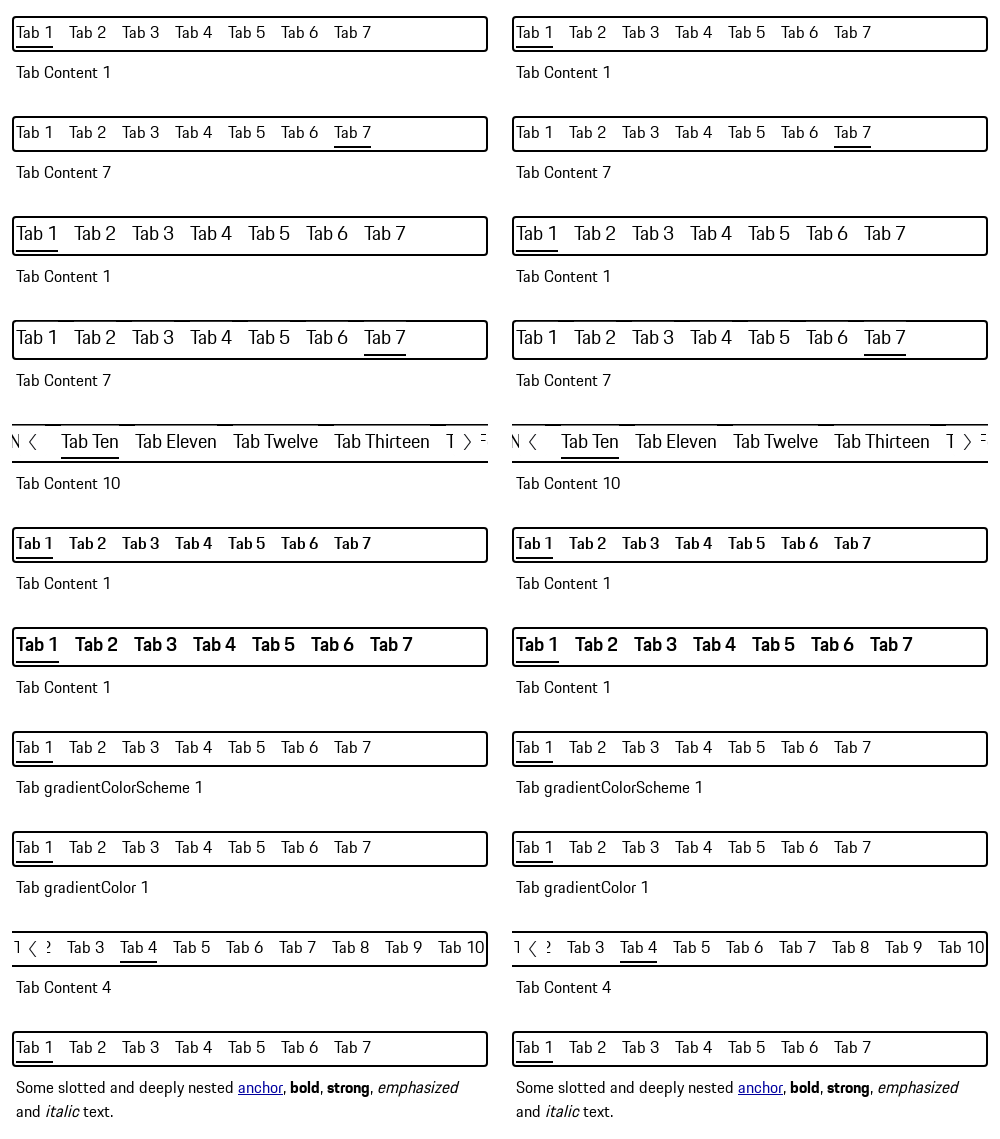 Tab 1 Tab 2 Tab 3 Tab 4 Tab 5 Tab 6 Tab 7 Tab 1 Tab 2 Tab 3 Tab 4 Tab 5 Tab 6 Tab 7
Tab Content 1 Tab Content 1
Tab 1 Tab 2 Tab 3 Tab 4 Tab 5 Tab 6 Tab 7 Tab 1 Tab 2 Tab 3 Tab 4 Tab 5 Tab 6 Tab 7
Tab Content 7 Tab Content 7
Tab 1 Tab 2 Tab 3 Tab 4 Tab 5 Tab 6 Tab 7 Tab 1 Tab 2 Tab 3 Tab 4 Tab 5 Tab 6 Tab 7
Tab Content 1 Tab Content 1
Tab 1 Tab 2 Tab 3 Tab 4 Tab 5 Tab 6 Tab 7 Tab 1 Tab 2 Tab 3 Tab 4 Tab 5 Tab 6 Tab 7
Tab Content 7 Tab Content 7
Tab Ten Tab Eleven Tab Twelve Tab Thirteen Tab Ten Tab Eleven Tab Twelve Tab Thirteen
Tab Content 10 Tab Content 10
Tab 1 Tab 2 Tab 3 Tab 4 Tab 5 Tab 6 Tab 7 Tab 1 Tab 2 Tab 3 Tab 4 Tab 5 Tab 6 Tab 7
Tab Content 1 Tab Content 1
Tab 1 Tab 2 Tab 3 Tab 4 Tab 5 Tab 6 Tab 7 Tab 1 Tab 2 Tab 3 Tab 4 Tab 5 Tab 6 Tab 7
Tab Content 1 Tab Content 1
Tab 1 Tab 2 Tab 3 Tab 4 Tab 5 Tab 6 Tab 7 Tab 1 Tab 2 Tab 3 Tab 4 Tab 5 Tab 6 Tab 7
Tab gradientColorScheme 1 Tab gradientColorScheme 1
Tab 1 Tab 2 Tab 3 Tab 4 Tab 5 Tab 6 Tab 7 Tab 1 Tab 2 Tab 3 Tab 4 Tab 5 Tab 6 Tab 7
Tab gradientColor 1 Tab gradientColor 1
Tab 3 Tab 4 Tab 5 Tab 6 Tab 7 Tab 8 Tab 9 Tab 10 Tab 3 Tab 4 Tab 5 Tab 6 Tab 7 Tab 8 Tab 9 Tab 10
Tab Content 4 Tab Content 4
Tab 1 Tab 2 Tab 3 Tab 4 Tab 5 Tab 6 Tab 7 Tab 1 Tab 2 Tab 3 Tab 4 Tab 5 Tab 6 Tab 7
Some slotted and deeply nested anchor, bold, strong, emphasized Some slotted and deeply nested anchor, bold, strong, emphasized
and italic text. and italic text.